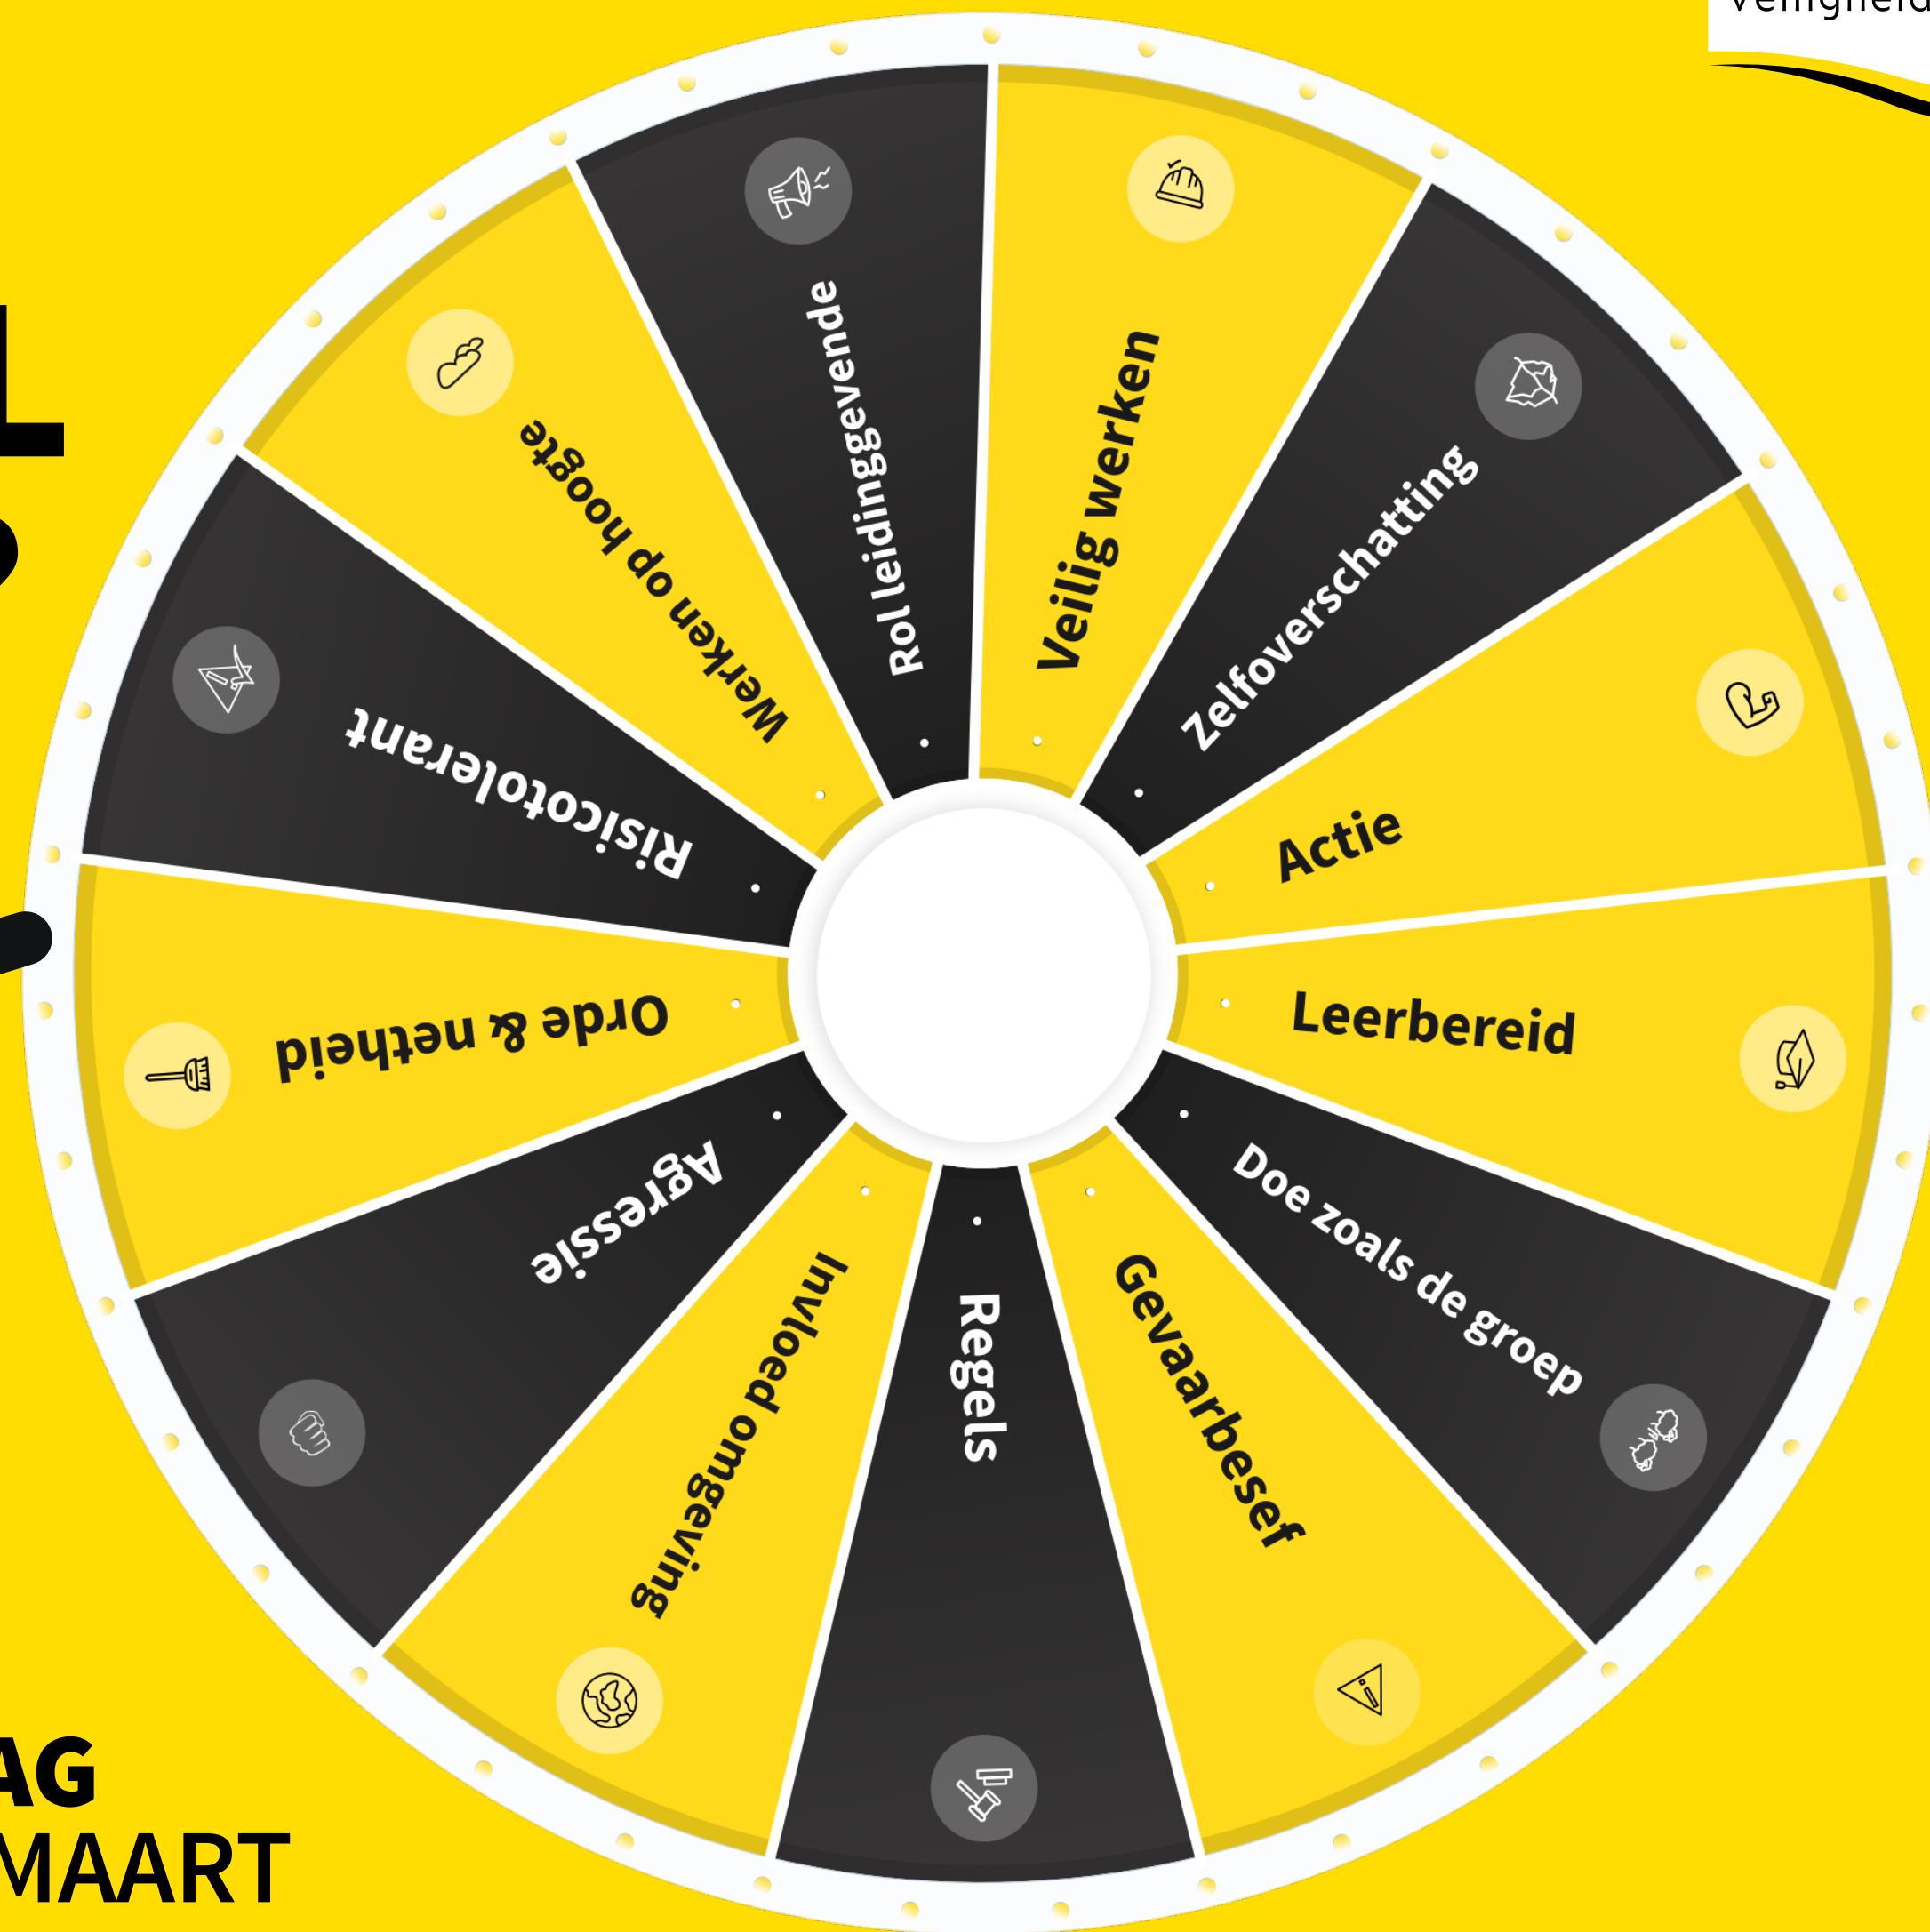 Veilig werken
Zelfoverschatting
Actie
Leerbereid
Doe zoals de groep
Gevaarbesef
Regels
Invloed omgeving
Agressie
Orde & netheid
Risicotolerant
Werken op hoogte
Rol leidinggevende
AG
MAART